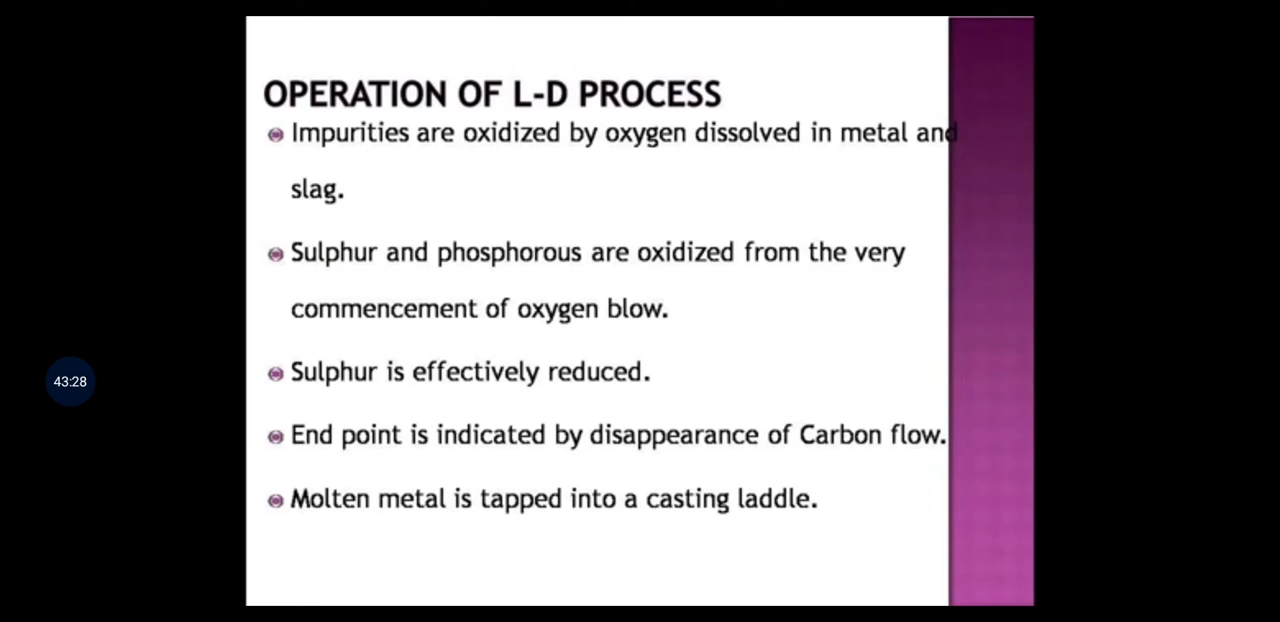 OPERATION OF L-D PROCESS
Impurities are oxidized by oxygen dissolved in metal and
slag.
Sulphur and phosphorous are oxidized from the very
commencement of oxygen blow.
Sulphur is effectively reduced.
End point is indicated by disappearance of Carbon flow.
Molten metal is tapped into a casting laddle.
43:28